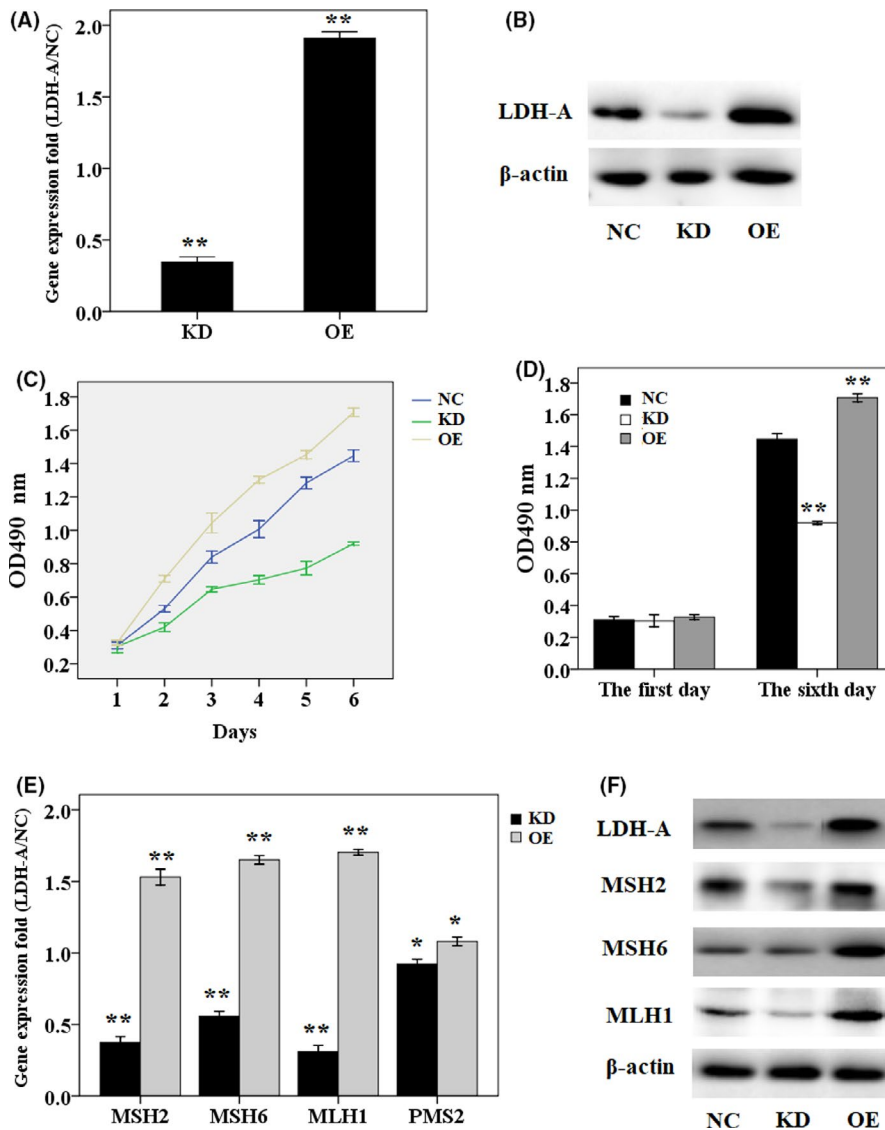 (A)
Gene expression fold (LDH-A/NC)
2.0
1.5
1.0
0.5
0.0
**
**
KD
OE
(B)
LDH-A
β-actin
NC KD OE
(C)
OD490 nm
1.8
1.6
1.4
1.2
1.0
0.8
0.6
0.4
0.2
1 2 3 4 5 6
Days
NC
KD
OE
(D)
OD490 nm
1.8
1.6
1.4
1.2
1.0
0.8
0.6
0.4
0.2
0.0
NC
KD
OE
**
**
The first day
The sixth day
(E)
Gene expression fold (LDH-A/NC)
2.0
1.5
1.0
0.5
0.0
**
**
**
**
**
**
*
*
MSH2 MSH6 MLH1 PMS2
KD
OE
(F)
LDH-A
MSH2
MSH6
MLH1
β-actin
NC KD OE